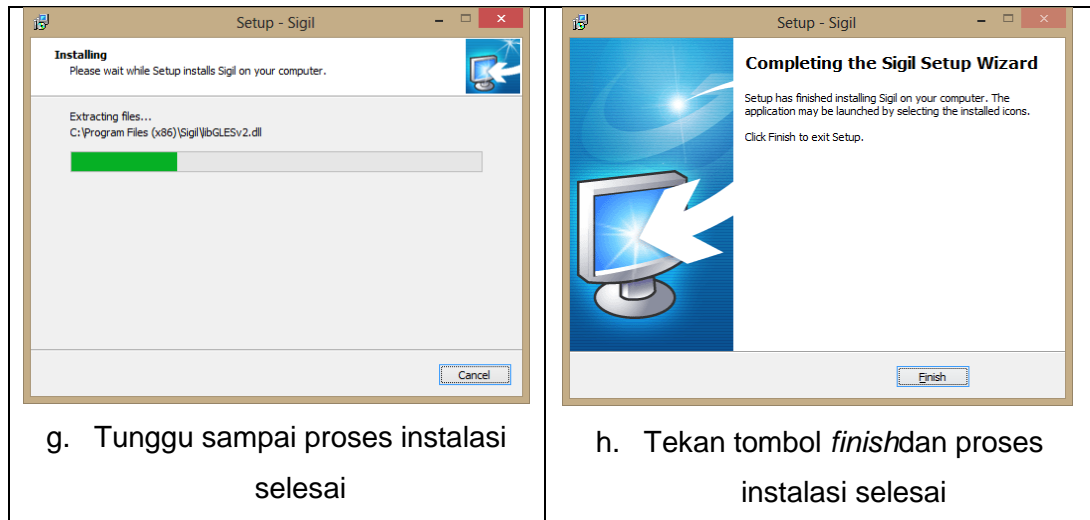 Setup - Sigil
Installing
Please wait while Setup installs Sigil on your computer.
Extracting files...
C:\Program Files (x86)\Sigil\libGLESv2.dll
Cancel
g. Tunggu sampai proses instalasi
selesai
Setup - Sigil
Completing the Sigil Setup Wizard
Setup has finished installing Sigil on your computer. The
application may be launched by selecting the installed icons.
Click Finish to exit Setup.
Finish
h. Tekan tombol finishdan proses
instalasi selesai